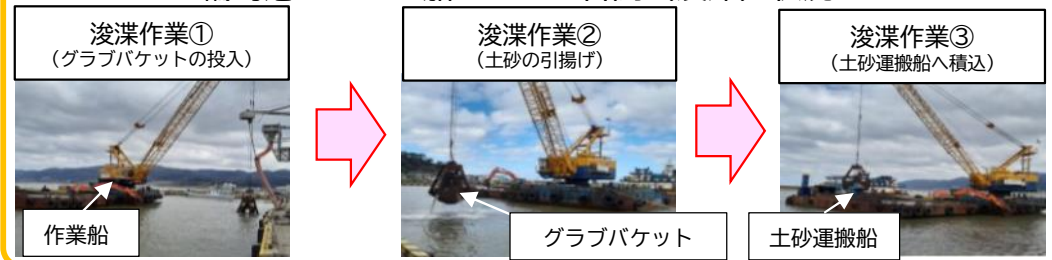 浚渫作業①
(グラブバケットの投入)
浚渫作業②
(土砂の引揚げ)
浚渫作業③
(土砂運搬船へ積込)
作業船
グラブバケット
土砂運搬船